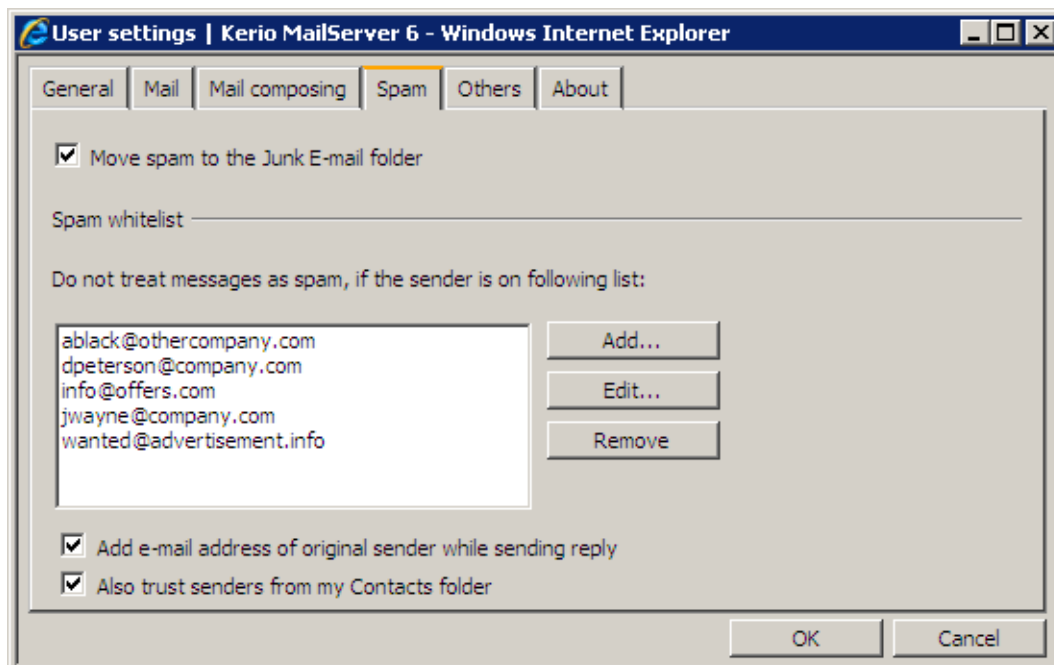 User settings | Kerio MailServer 6 - Windows Internet Explorer
General Mail Mail composing Spam Others About
Move spam to the Junk E-mail folder
Spam whitelist
Do not treat messages as spam, if the sender is on following list:
ablack@othercompany.com
dpeterson@company.com
info@offers.com
jwayne@company.com
wanted@advertisement.info
Add...
Edit...
Remove
Add e-mail address of original sender while sending reply
Also trust senders from my Contacts folder
OK Cancel